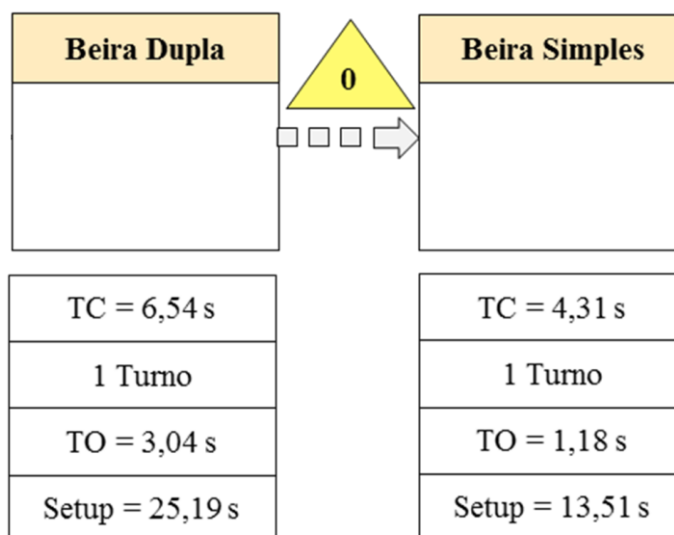 Beira Dupla
0
Beira Simples
TC = 6,54 s
1 Turno
TO = 3,04 s
Setup = 25,19 s
TC = 4,31 s
1 Turno
TO = 1,18 s
Setup = 13,51 s